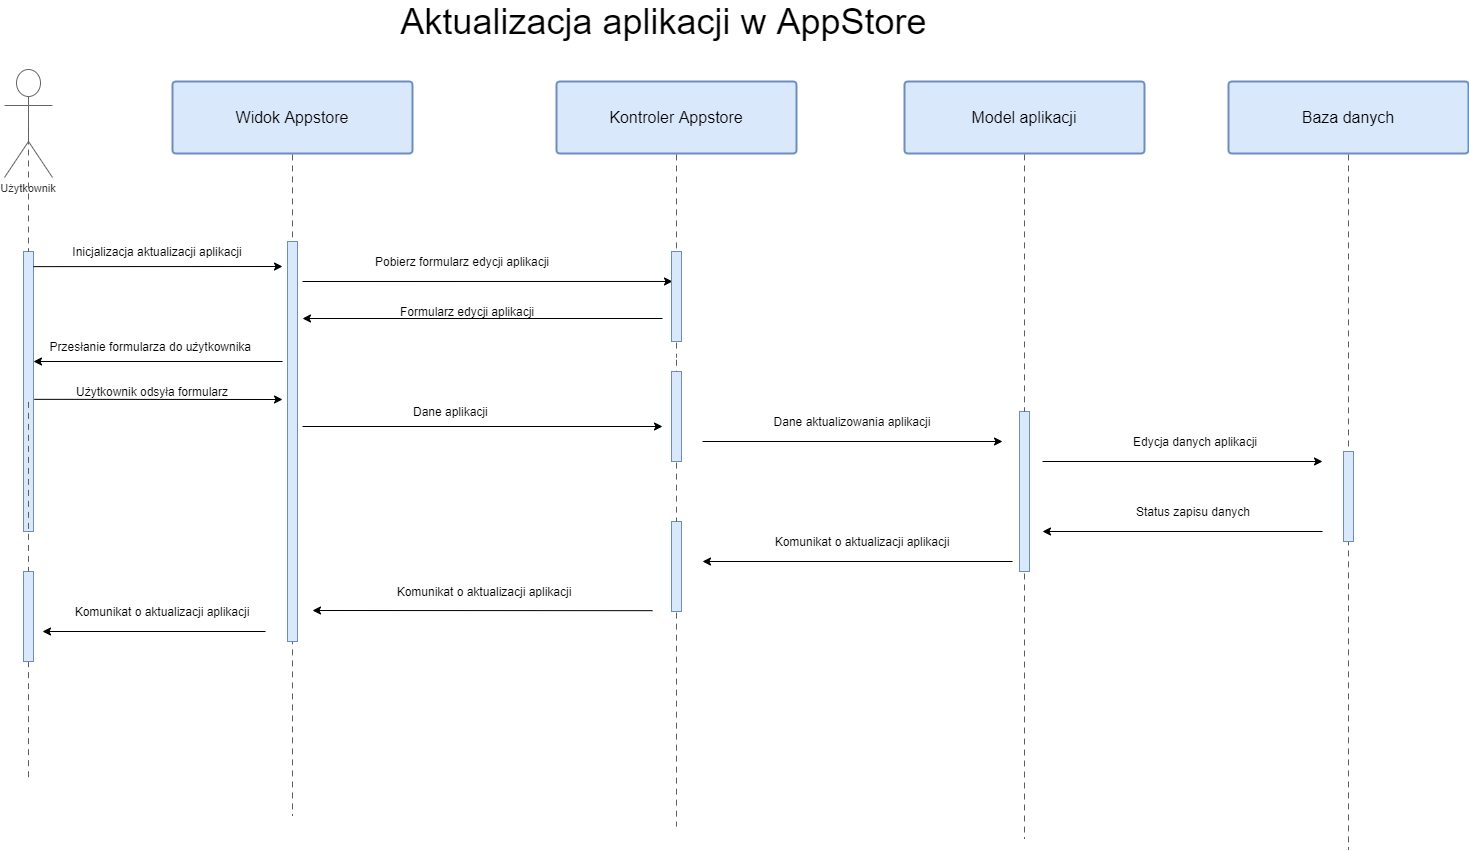 Aktualizacja aplikacji w AppStore
Widok Appstore
Kontroler Appstore
Model aplikacji
Baza danych
Użytkownik
Inicjalizacja aktualizacji aplikacji
Pobierz formularz edycji aplikacji
Formularz edycji aplikacji
Przesłanie formularza do użytkownika
Użytkownik odsyła formularz
Dane aplikacji
Dane aktualizowania aplikacji
Edycja danych aplikacji
Status zapisu danych
Komunikat o aktualizacji aplikacji
Komunikat o aktualizacji aplikacji
Komunikat o aktualizacji aplikacji